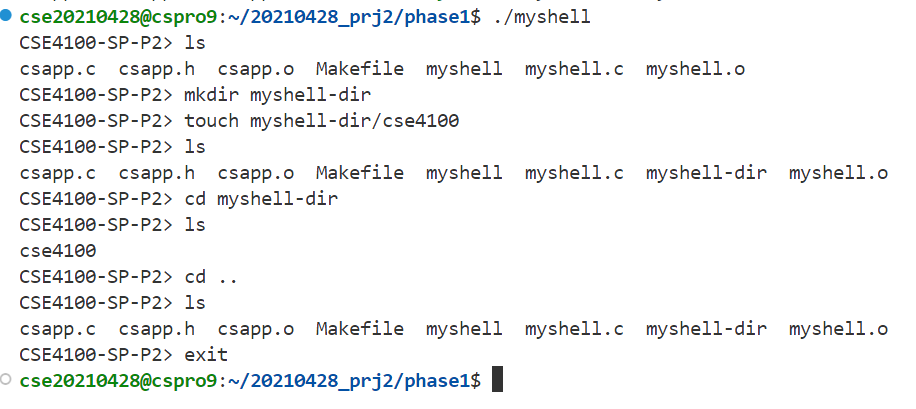 cse20210428@cspro9:~/20210428_prj2/phase1$ ./myshell
CSE4100-SP-P2> ls
csapp.c  csapp.h  csapp.o  Makefile  myshell  myshell.c  myshell.o
CSE4100-SP-P2> mkdir myshell-dir
CSE4100-SP-P2> touch myshell-dir/cse4100
CSE4100-SP-P2> ls
csapp.c  csapp.h  csapp.o  Makefile  myshell  myshell.c  myshell-dir  myshell.o
CSE4100-SP-P2> cd myshell-dir
CSE4100-SP-P2> ls
cse4100
CSE4100-SP-P2> cd ..
CSE4100-SP-P2> ls
csapp.c  csapp.h  csapp.o  Makefile  myshell  myshell.c  myshell-dir  myshell.o
CSE4100-SP-P2> exit
cse20210428@cspro9:~/20210428_prj2/phase1$